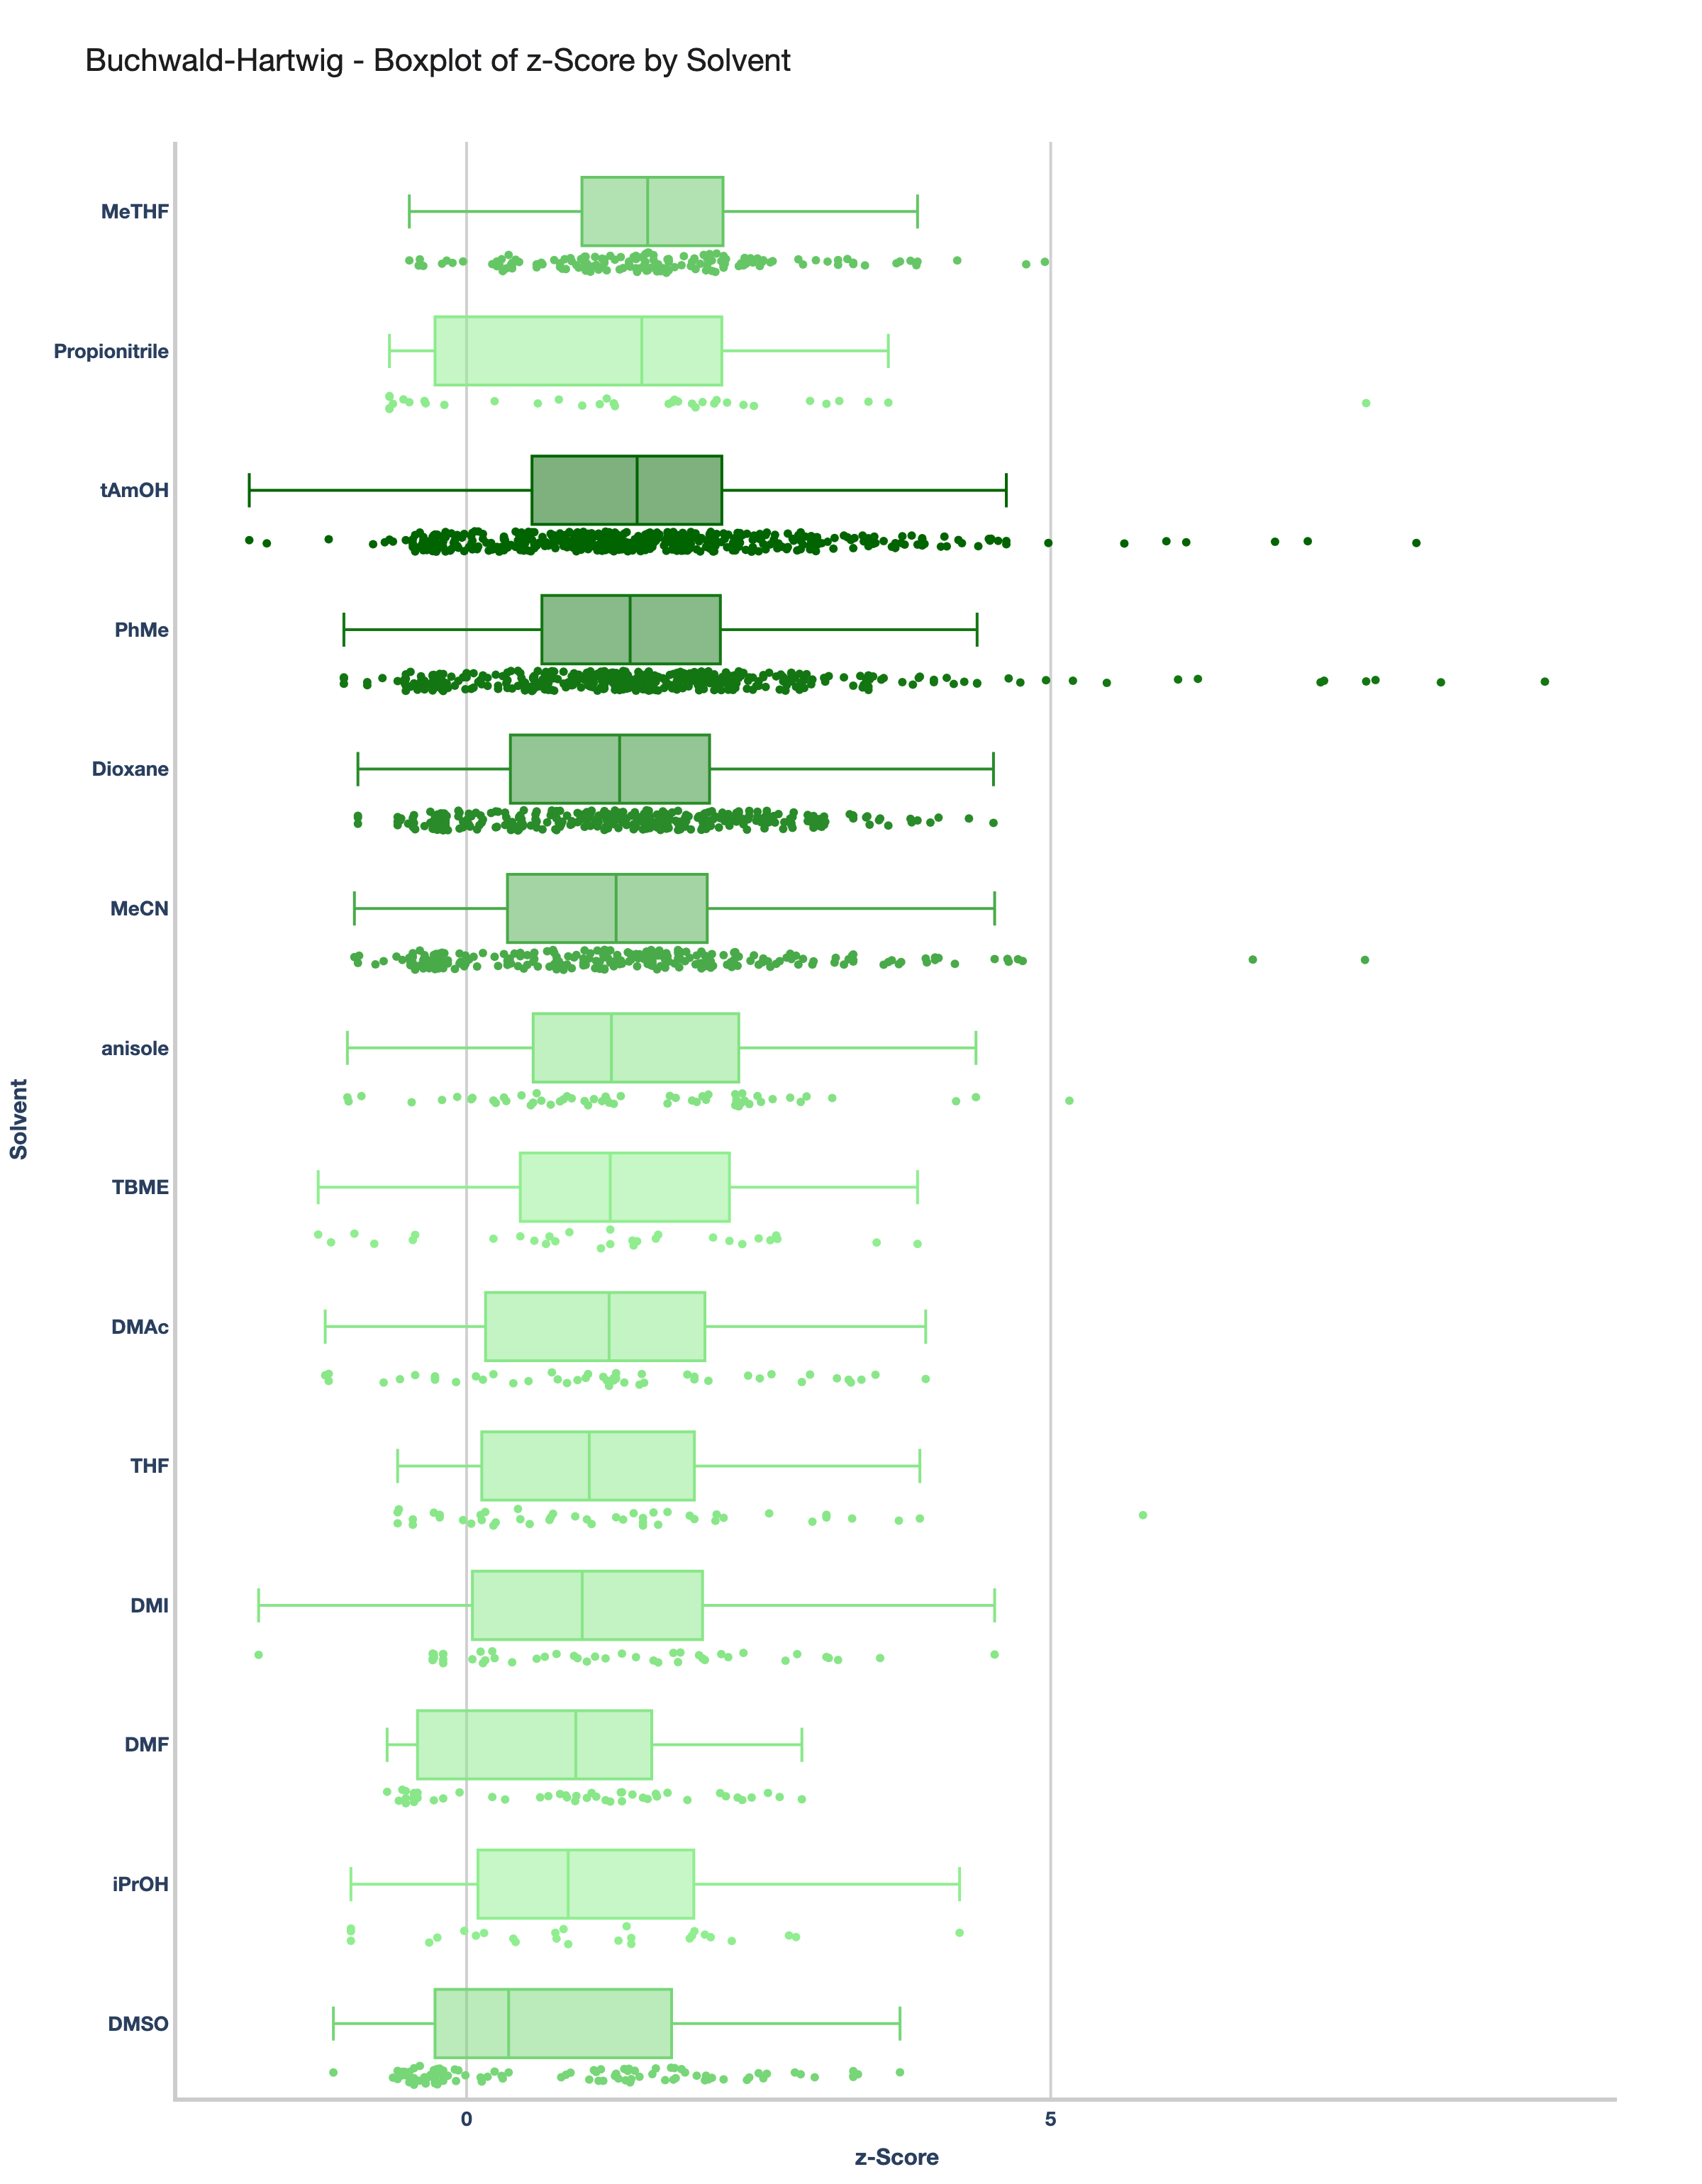 Buchwald-Hartwig - Boxplot of z-Score by Solvent
MeTHF
Propionitrile
tAmOH
PhMe
Dioxane
MeCN
anisole
TBME
DMAc
THF
DMI
DMF
iPrOH
DMSO
Solvent
0
5
z-Score